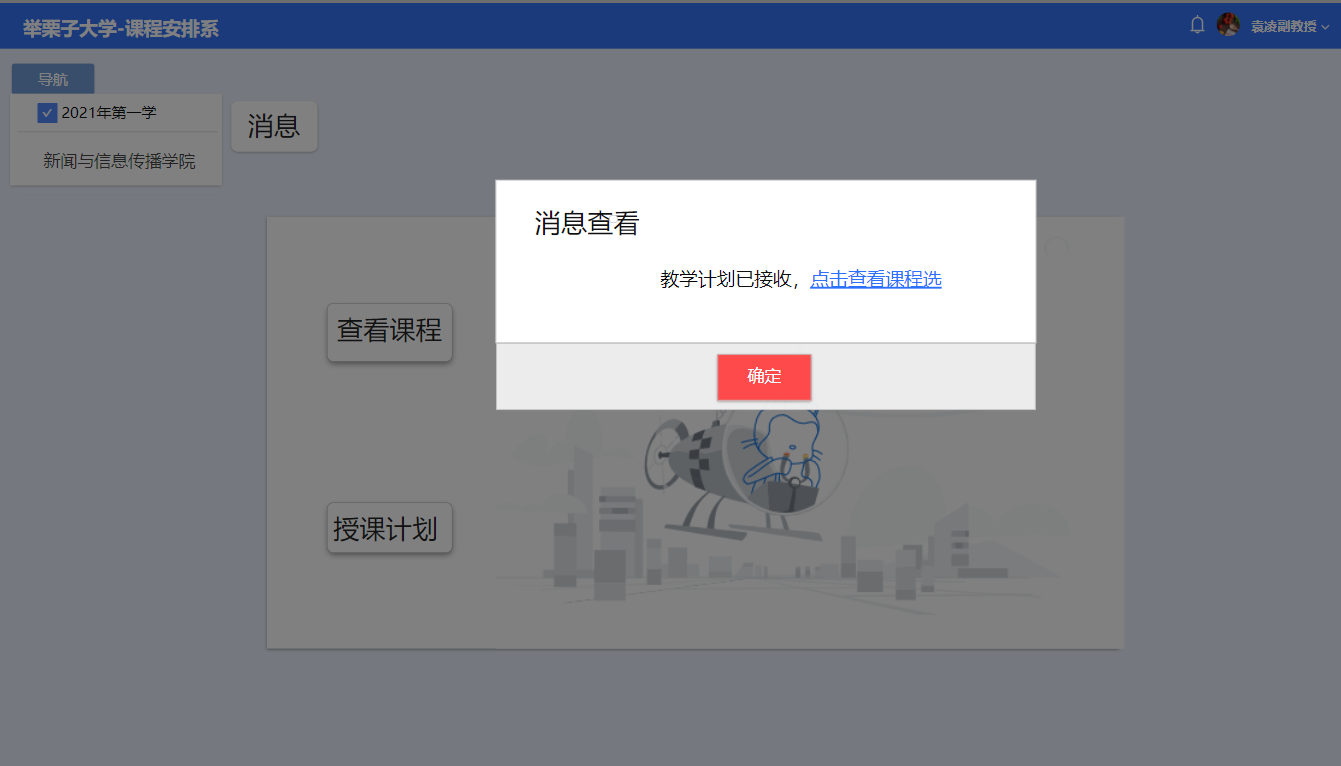 举栗子大学-课程安排系
袁凌副教授
导航
2021年第一学
新闻与信息传播学院
消息
消息查看
教学计划已接收，点击查看课程选
确定
查看课程
授课计划